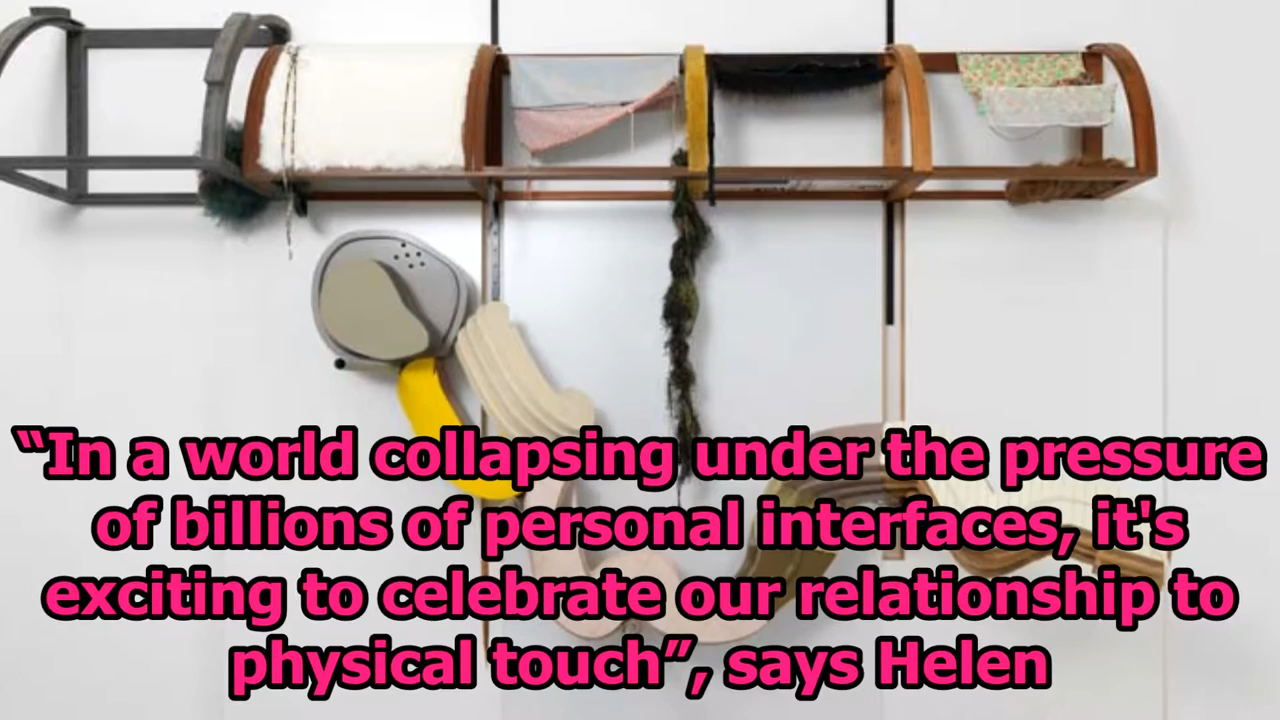 “In a world collapsing under the pressure
of billions of personal interfaces, it's
exciting to celebrate our relationship to
physical touch”, says Helen